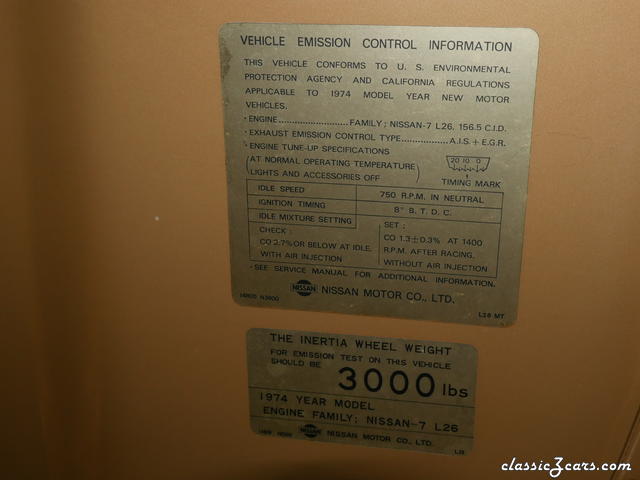 VEHICLE EMISSION CONTROL INFORMATION
THIS VEHICLE CONFORMS TO U. S. ENVIRONMENTAL
PROTECTION AGENCY AND CALIFORNIA REGULATIONS
APPLICABLE TO 1974 MODEL YEAR NEW MOTOR
VEHICLES.
· ENGINE........................FAMILY; NISSAN-7 L26. 156.5 C.I.D.
· EXHAUST EMISSION CONTROL TYPE................A.I.S. + E.G.R.
· ENGINE TUNE-UP SPECIFICATIONS
(AT NORMAL OPERATING TEMPERATURE
LIGHTS AND ACCESSORIES OFF)
20 10 0
TIMING MARK
IDLE SPEED 750 R.P.M. IN NEUTRAL
IGNITION TIMING 8° B. T. D. C.
IDLE MIXTURE SETTING
CHECK :
CO 2.7% OR BELOW AT IDLE.
WITH AIR INJECTION
SET :
CO 1.3±0.3% AT 1400
R.P.M. AFTER RACING.
WITHOUT AIR INJECTION
· SEE SERVICE MANUAL FOR ADDITIONAL INFORMATION.
NISSAN NISSAN MOTOR CO., LTD.
14805 N3600 L26 MT
THE INERTIA WHEEL WEIGHT
FOR EMISSION TEST ON THIS VEHICLE
SHOULD BE 3000 lbs
1974 YEAR MODEL
ENGINE FAMILY; NISSAN-7 L26
NISSAN NISSAN MOTOR CO., LTD.
classicZcars.com